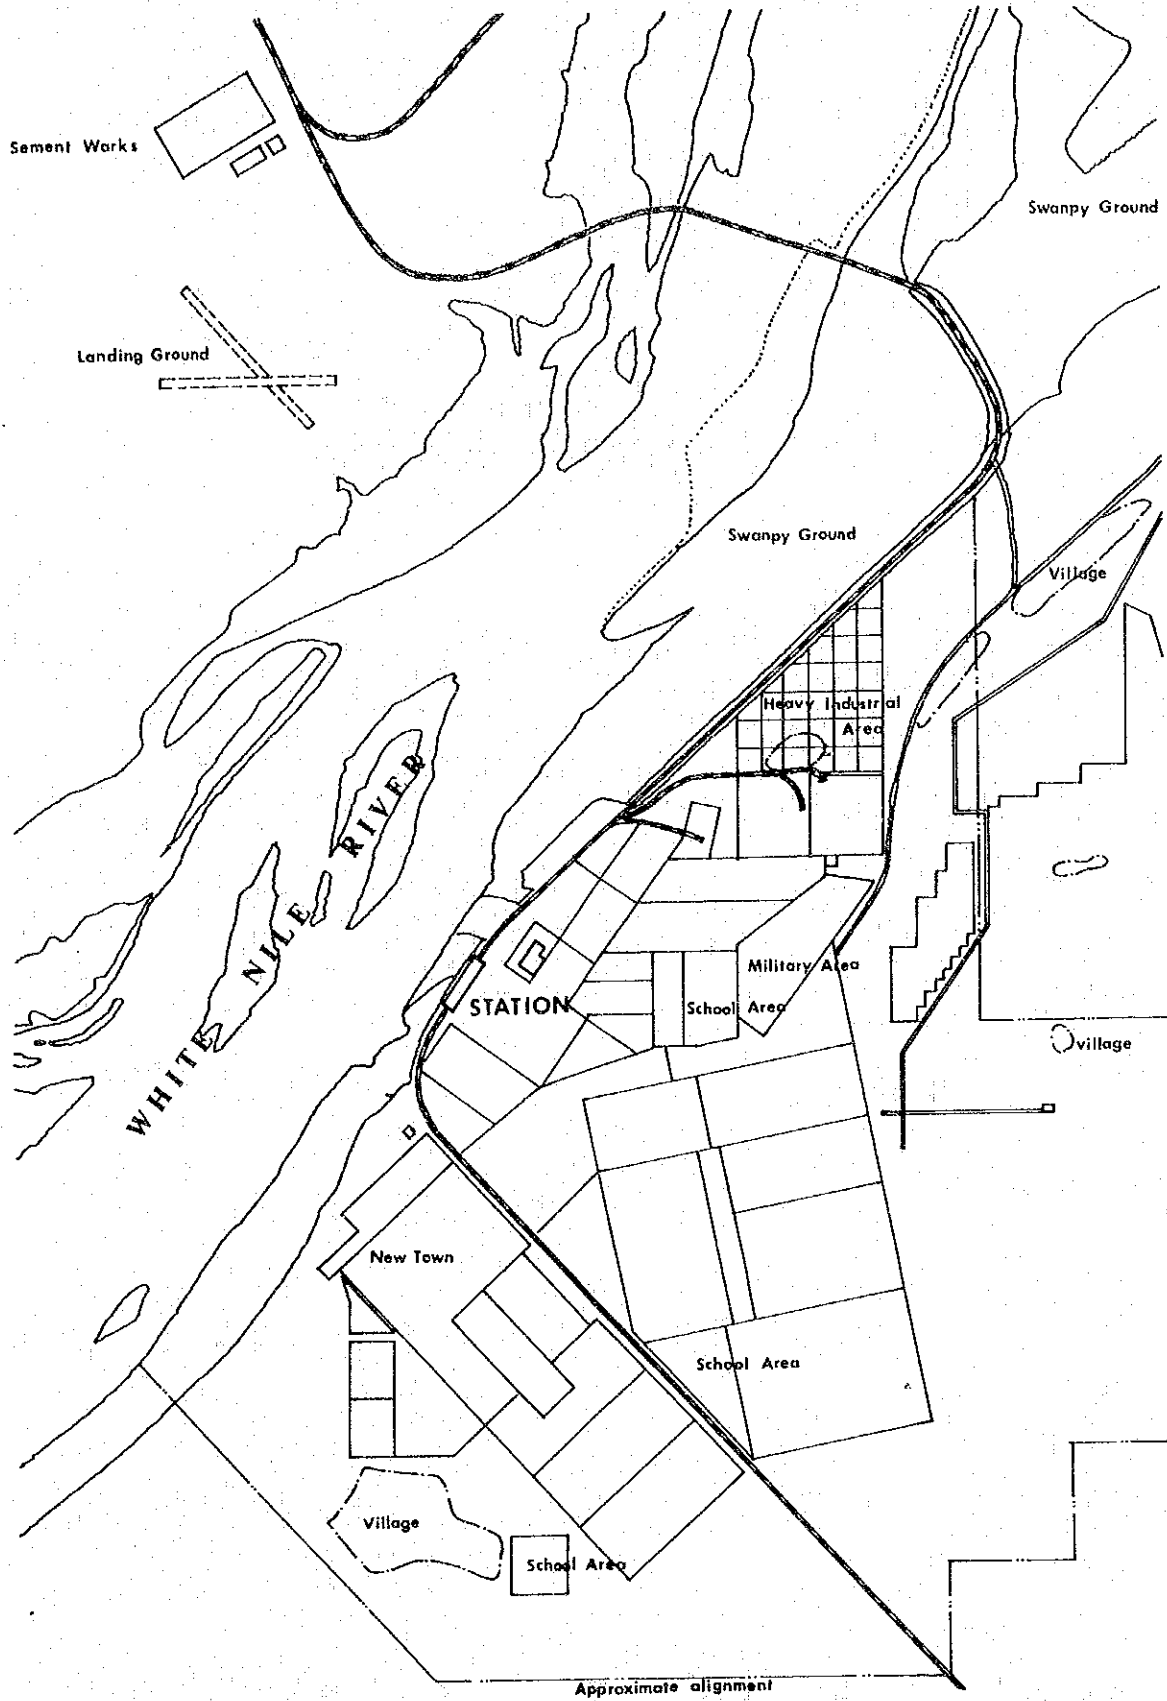 Sement Warks
Swanpy Ground
Landing Ground
Swanpy Ground
Village
Heavy Industrial
Area
WHITE NILE RIVER
Military Area
STATION
School Area
village
New Town
School Area
Village
School Area
Approximate alignment